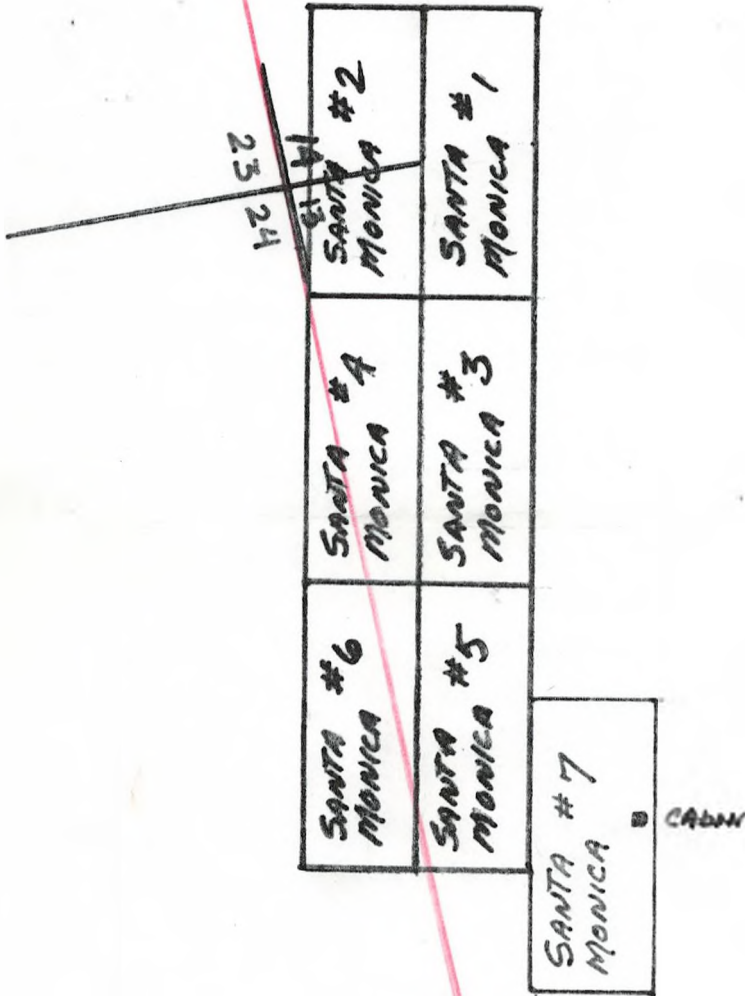 SANTA #2
MONICA
SANTA #1
MONICA
14
13
23
24
SANTA #4
MONICA
SANTA #3
MONICA
SANTA #6
MONICA
SANTA #5
MONICA
SANTA #7
MONICA
CABIN